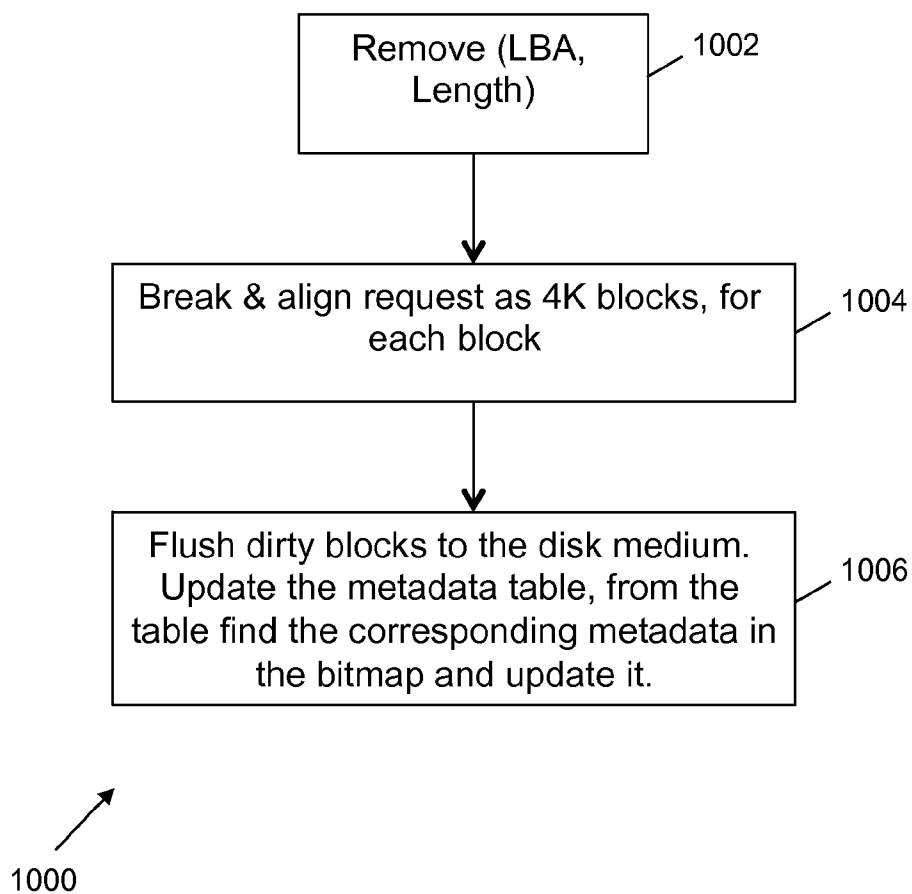 Remove (LBA,
Length)
1002
Break & align request as 4K blocks, for
each block
1004
Flush dirty blocks to the disk medium.
Update the metadata table, from the
table find the corresponding metadata in
the bitmap and update it.
1006
1000